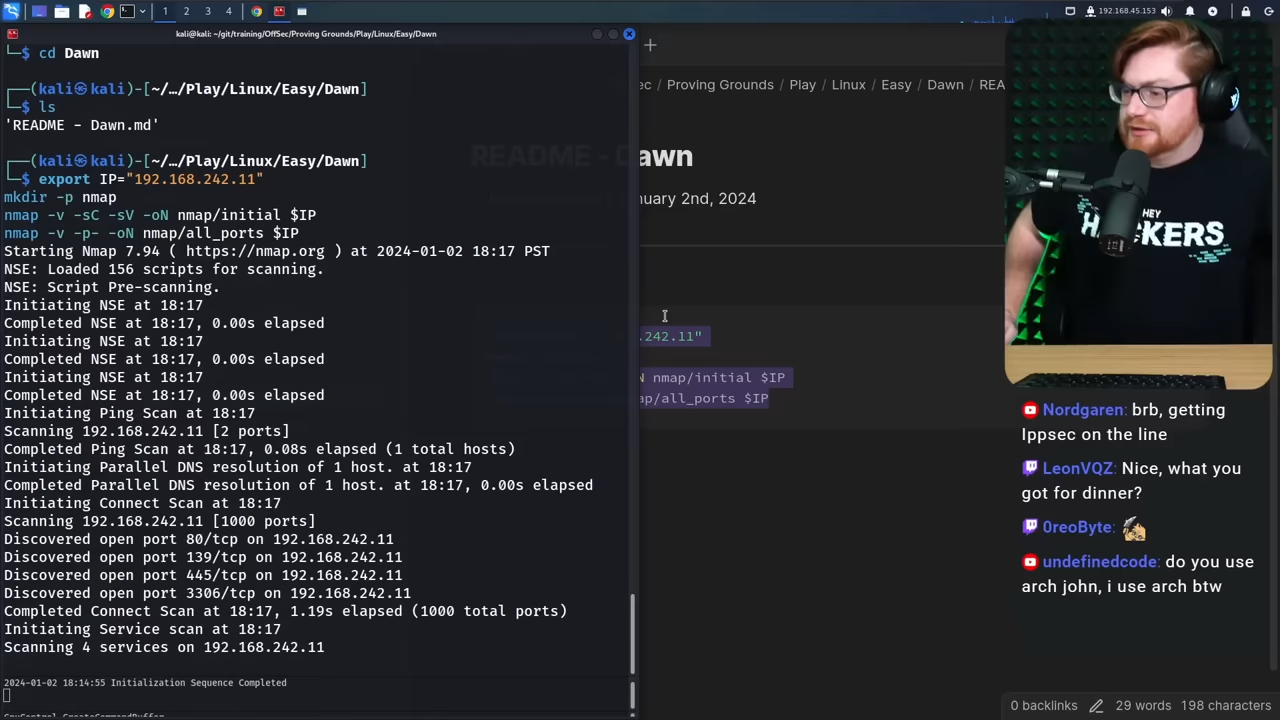 1
2
3
4
192.168.45.153
kali@kali: ~/git/training/OffSec/Proving Grounds/Play/Linux/Easy/Dawn
└─$ cd Dawn
┌──(kali㉿kali)-[~/…/Play/Linux/Easy/Dawn]
└─$ ls
'README - Dawn.md'
┌──(kali㉿kali)-[~/…/Play/Linux/Easy/Dawn]
└─$ export IP="192.168.242.11"
mkdir -p nmap
nmap -v -sC -sV -oN nmap/initial $IP
nmap -v -p- -oN nmap/all_ports $IP
Starting Nmap 7.94 ( https://nmap.org ) at 2024-01-02 18:17 PST
NSE: Loaded 156 scripts for scanning.
NSE: Script Pre-scanning.
Initiating NSE at 18:17
Completed NSE at 18:17, 0.00s elapsed
Initiating NSE at 18:17
Completed NSE at 18:17, 0.00s elapsed
Initiating NSE at 18:17
Completed NSE at 18:17, 0.00s elapsed
Initiating Ping Scan at 18:17
Scanning 192.168.242.11 [2 ports]
Completed Ping Scan at 18:17, 0.08s elapsed (1 total hosts)
Initiating Parallel DNS resolution of 1 host. at 18:17
Completed Parallel DNS resolution of 1 host. at 18:17, 0.00s elapsed
Initiating Connect Scan at 18:17
Scanning 192.168.242.11 [1000 ports]
Discovered open port 80/tcp on 192.168.242.11
Discovered open port 139/tcp on 192.168.242.11
Discovered open port 445/tcp on 192.168.242.11
Discovered open port 3306/tcp on 192.168.242.11
Completed Connect Scan at 18:17, 1.19s elapsed (1000 total ports)
Initiating Service scan at 18:17
Scanning 4 services on 192.168.242.11
2024-01-02 18:14:55 Initialization Sequence Completed
ec / Proving Grounds / Play / Linux / Easy / Dawn / REA
README - Dawn
nuary 2nd, 2024
.242.11"
N nmap/initial $IP
ap/all_ports $IP
HEY
HACKERS
Nordgaren: brb, getting
Ippsec on the line
LeonVQZ: Nice, what you
got for dinner?
0reoByte:
undefinedcode: do you use
arch john, i use arch btw
0 backlinks
29 words
198 characters